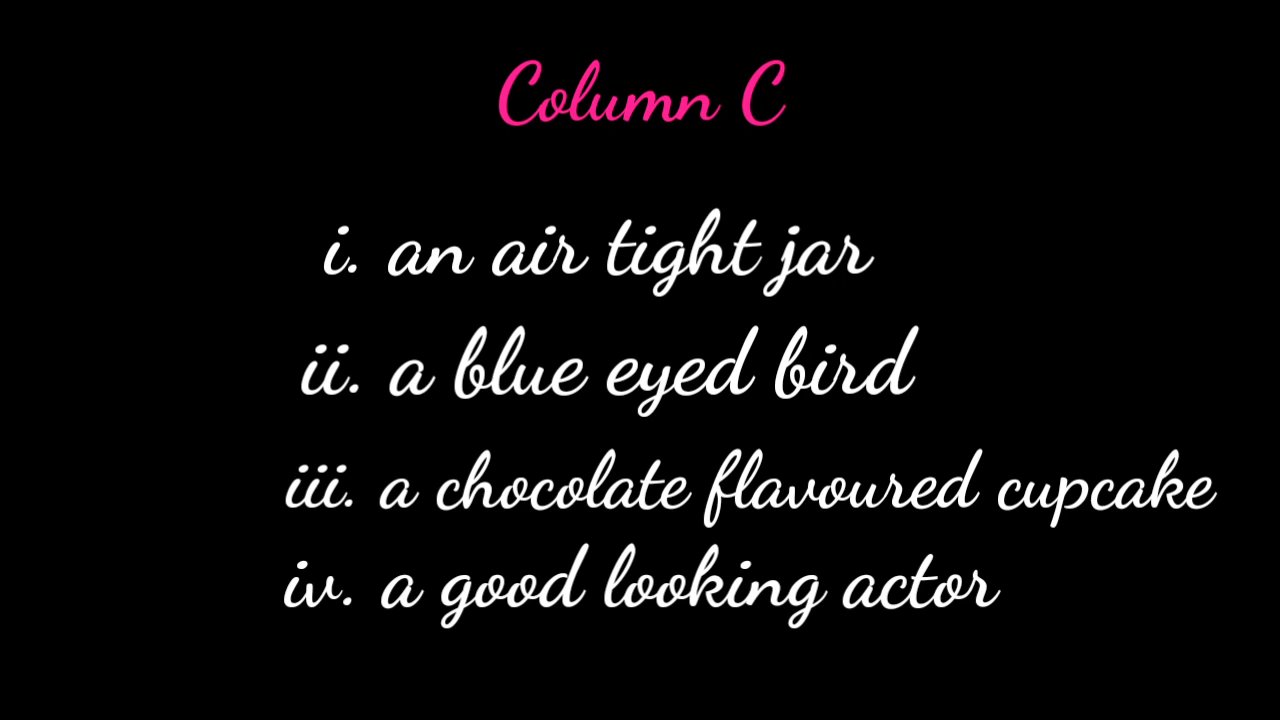 Column C
i. an air tight jar
ii. a blue eyed bird
iii. a chocolate flavoured cupcake
iv. a good looking actor